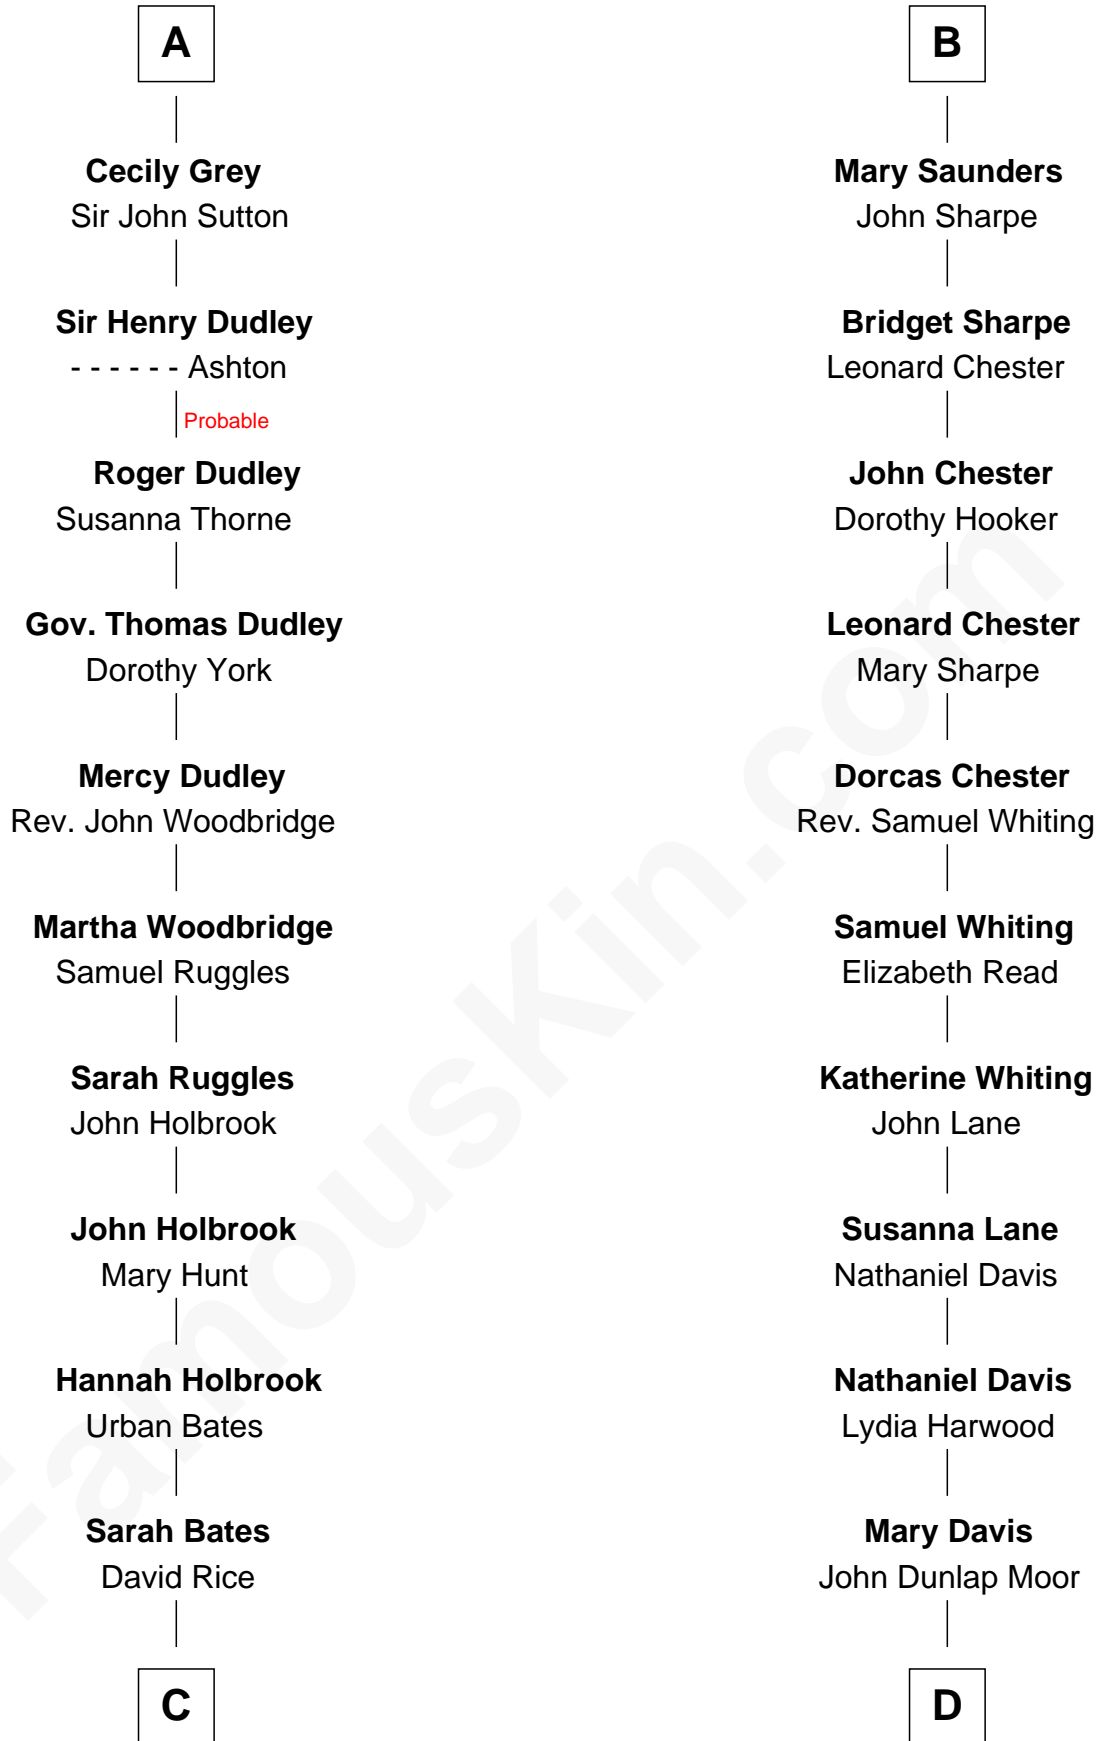 A
Cecily Grey
Sir John Sutton
Sir Henry Dudley
- - - - - - Ashton
Probable
Roger Dudley
Susanna Thorne
Gov. Thomas Dudley
Dorothy York
Mercy Dudley
Rev. John Woodbridge
Martha Woodbridge
Samuel Ruggles
Sarah Ruggles
John Holbrook
John Holbrook
Mary Hunt
Hannah Holbrook
Urban Bates
Sarah Bates
David Rice
C
B
Mary Saunders
John Sharpe
Bridget Sharpe
Leonard Chester
John Chester
Dorothy Hooker
Leonard Chester
Mary Sharpe
Dorcas Chester
Rev. Samuel Whiting
Samuel Whiting
Elizabeth Read
Katherine Whiting
John Lane
Susanna Lane
Nathaniel Davis
Nathaniel Davis
Lydia Harwood
Mary Davis
John Dunlap Moor
D
FamousKin.com